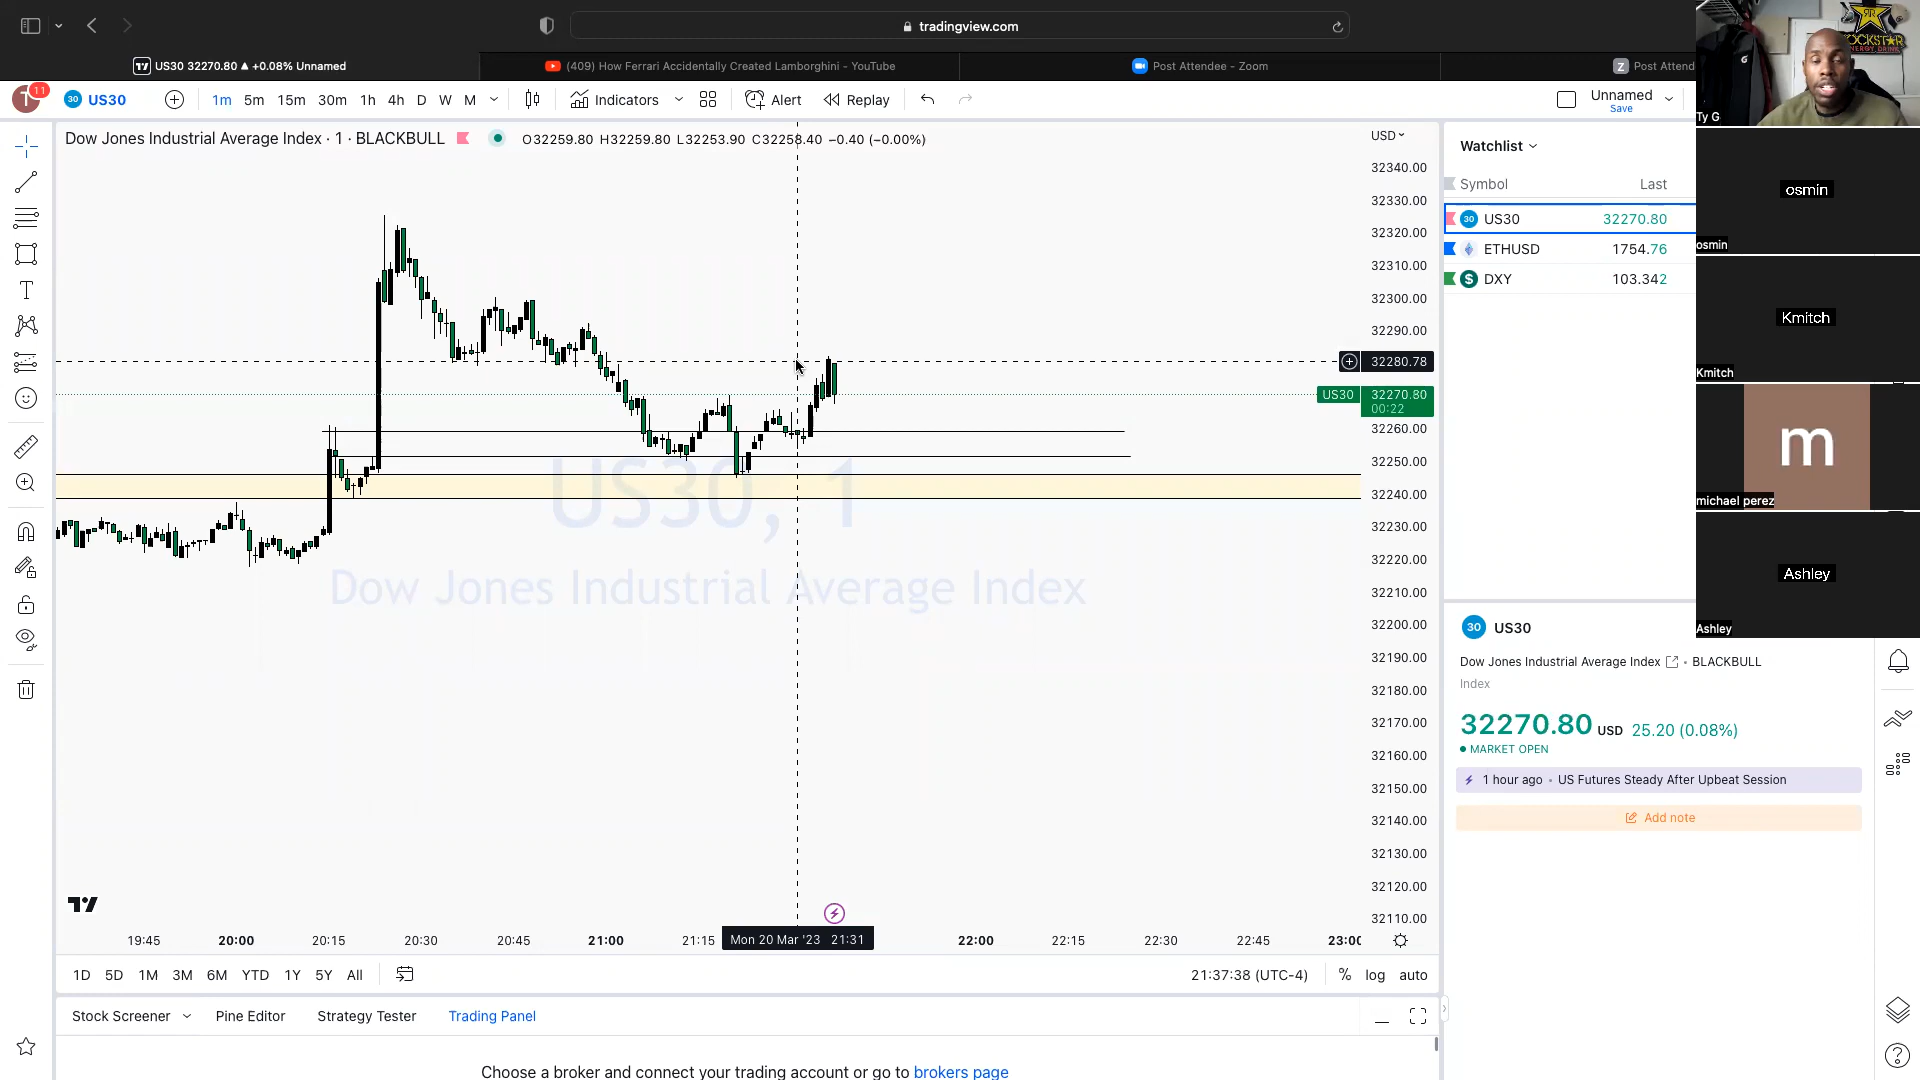 tradingview.com
US30 32270.80 ▲ +0.08% Unnamed
(409) How Ferrari Accidentally Created Lamborghini - YouTube
Post Attendee - Zoom
Z Post Attend
T 11
30 US30
1m 5m 15m 30m 1h 4h D W M
Indicators
Alert
Replay
Unnamed
Save
Dow Jones Industrial Average Index · 1 · BLACKBULL
O32259.80 H32259.80 L32253.90 C32258.40 −0.40 (−0.00%)
USD
32340.00
32330.00
32320.00
32310.00
32300.00
32290.00
32280.78
US30 32270.80
00:22
32260.00
32250.00
32240.00
32230.00
32220.00
32210.00
32200.00
32190.00
32180.00
32170.00
32160.00
32150.00
32140.00
32130.00
32120.00
32110.00
US30, 1
Dow Jones Industrial Average Index
19:45 20:00 20:15 20:30 20:45 21:00 21:15 Mon 20 Mar '23 21:31 22:00 22:15 22:30 22:45 23:00
1D 5D 1M 3M 6M YTD 1Y 5Y All
21:37:38 (UTC-4) % log auto
Stock Screener Pine Editor Strategy Tester Trading Panel
Choose a broker and connect your trading account or go to brokers page
Watchlist
Symbol Last
30 US30 32270.80
ETHUSD 1754.76
$ DXY 103.342
30 US30
Dow Jones Industrial Average Index • BLACKBULL
Index
32270.80 USD 25.20 (0.08%)
MARKET OPEN
1 hour ago • US Futures Steady After Upbeat Session
Add note
ROCKSTAR
ENERGY DRINK
Ty G
osmin
osmin
Kmitch
Kmitch
m
michael perez
Ashley
Ashley